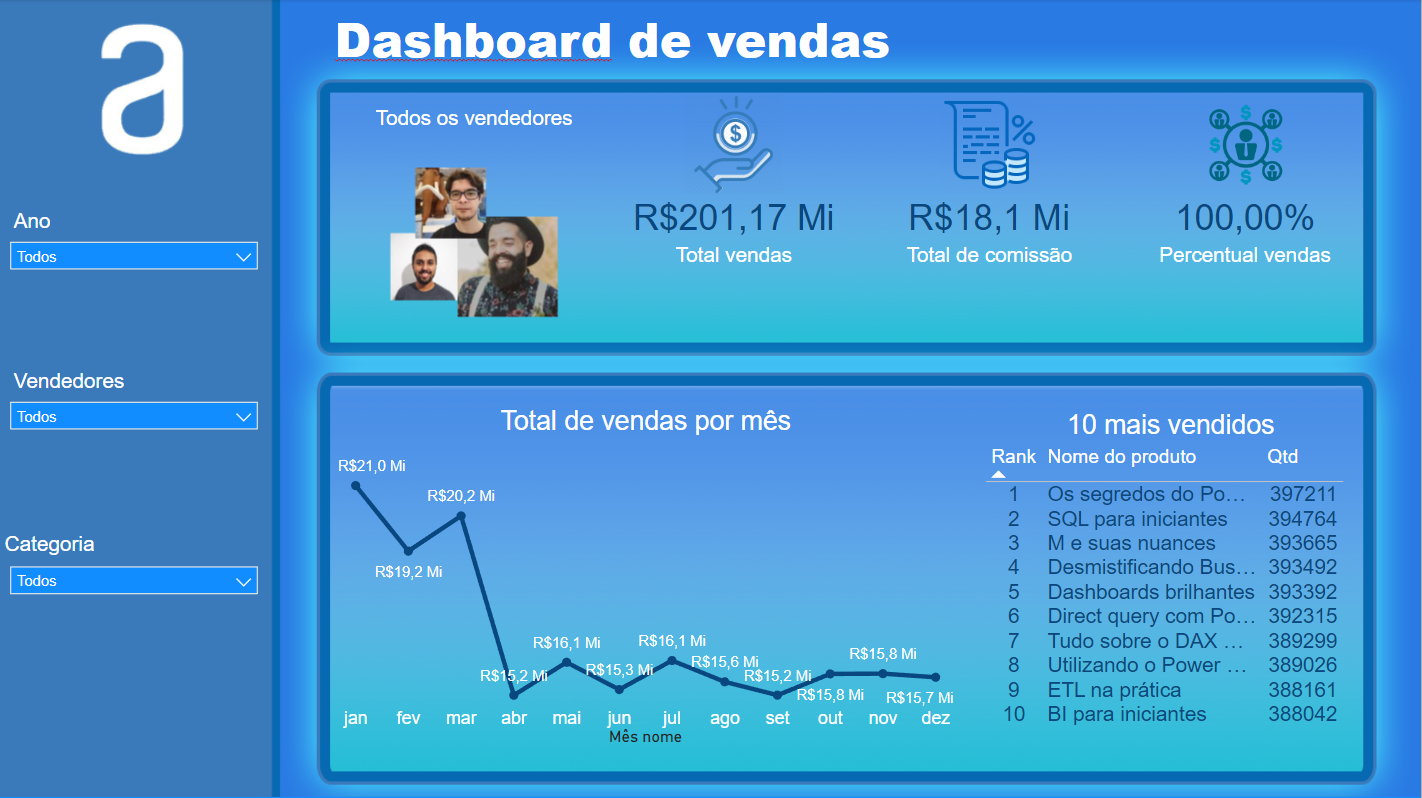 a
Dashboard de vendas
Ano
Todos
Vendedores
Todos
Categoria
Todos
Todos os vendedores
R$201,17 Mi
Total vendas
R$18,1 Mi
Total de comissão
100,00%
Percentual vendas
Total de vendas por mês
R$21,0 Mi
R$19,2 Mi
R$20,2 Mi
R$15,2 Mi
R$16,1 Mi
R$15,3 Mi
R$16,1 Mi
R$15,6 Mi
R$15,2 Mi
R$15,8 Mi
R$15,8 Mi
R$15,7 Mi
jan fev mar abr mai jun jul ago set out nov dez
Mês nome
10 mais vendidos
Rank Nome do produto Qtd
1 Os segredos do Po… 397211
2 SQL para iniciantes 394764
3 M e suas nuances 393665
4 Desmistificando Bus… 393492
5 Dashboards brilhantes 393392
6 Direct query com Po… 392315
7 Tudo sobre o DAX … 389299
8 Utilizando o Power … 389026
9 ETL na prática 388161
10 BI para iniciantes 388042